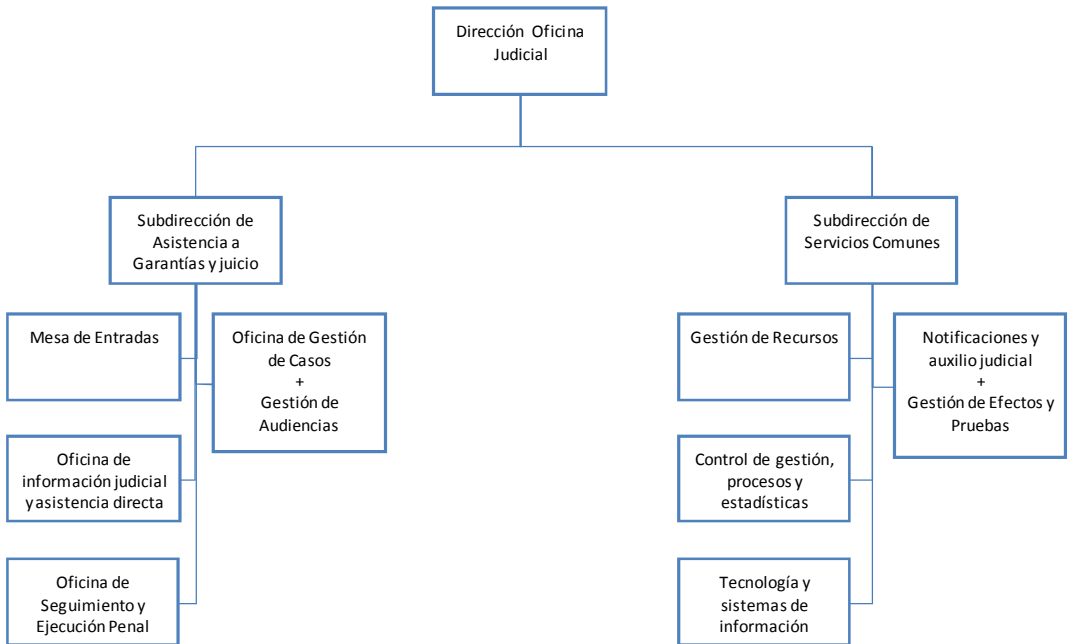 Dirección Oficina
Judicial
Subdirección de
Asistencia a
Garantías y juicio
Subdirección de
Servicios Comunes
Mesa de Entradas
Oficina de Gestión
de Casos
+
Gestión de
Audiencias
Gestión de Recursos
Notificaciones y
auxilio judicial
+
Gestión de Efectos y
Pruebas
Oficina de
información judicial
y asistencia directa
Control de gestión,
procesos y
estadísticas
Oficina de
Seguimiento y
Ejecución Penal
Tecnología y
sistemas de
información